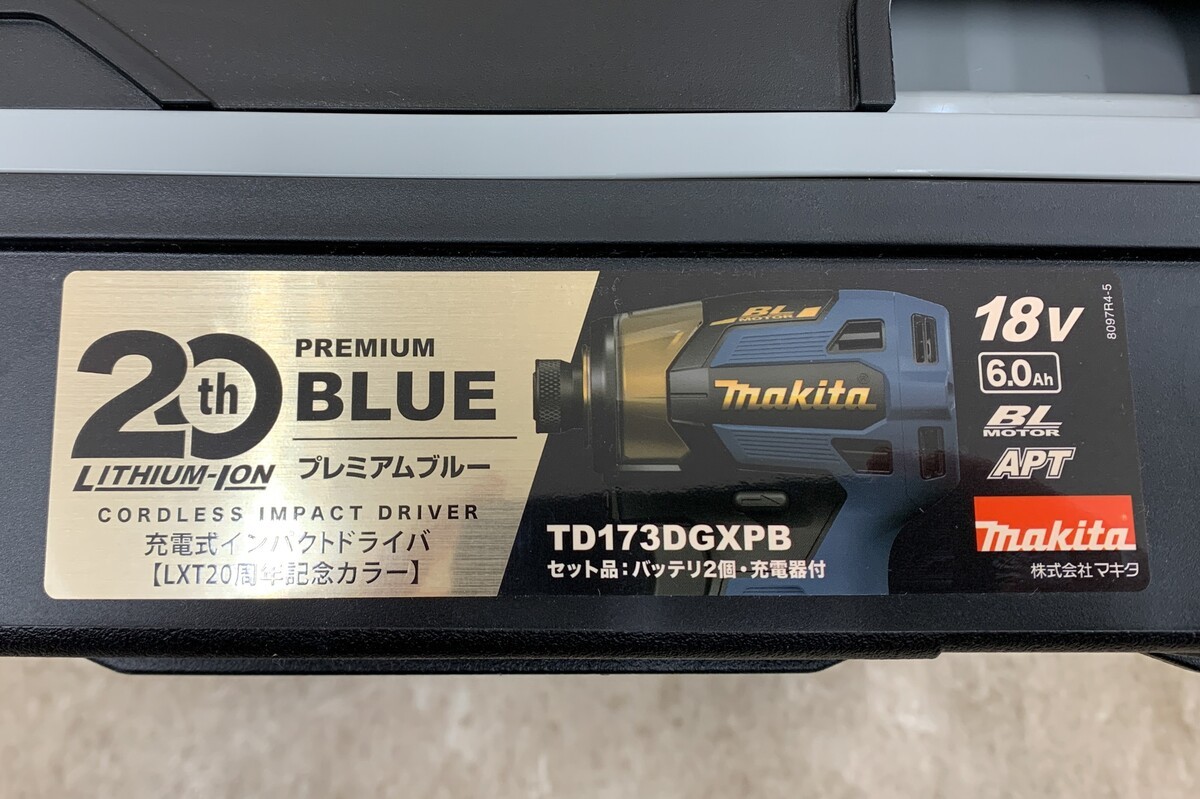 20th
LITHIUM-ION
PREMIUM
BLUE
プレミアムブルー
CORDLESS IMPACT DRIVER
充電式インパクトドライバ
【LXT20周年記念カラー】
BL
MOTOR
makita
TD173DGXPB
セット品：バッテリ2個・充電器付
18V
6.0Ah
BL
MOTOR
APT
makita
株式会社マキタ
8097R4-5